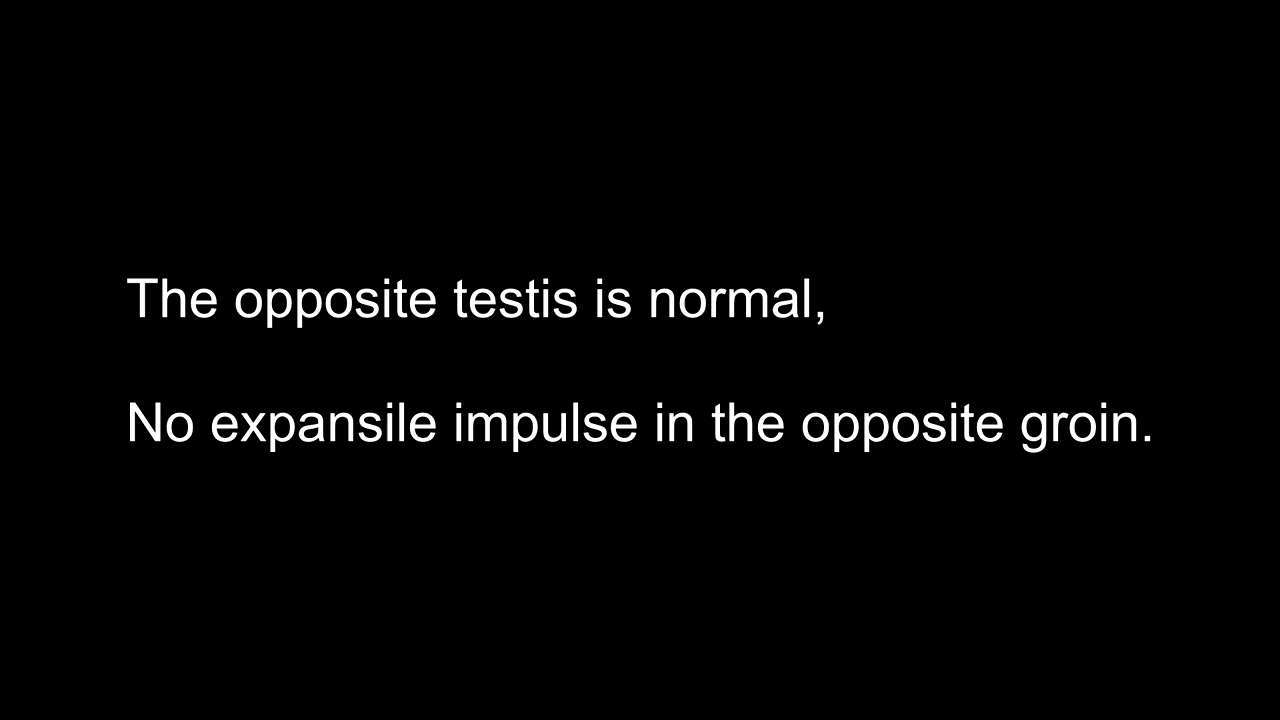 The opposite testis is normal,
No expansile impulse in the opposite groin.